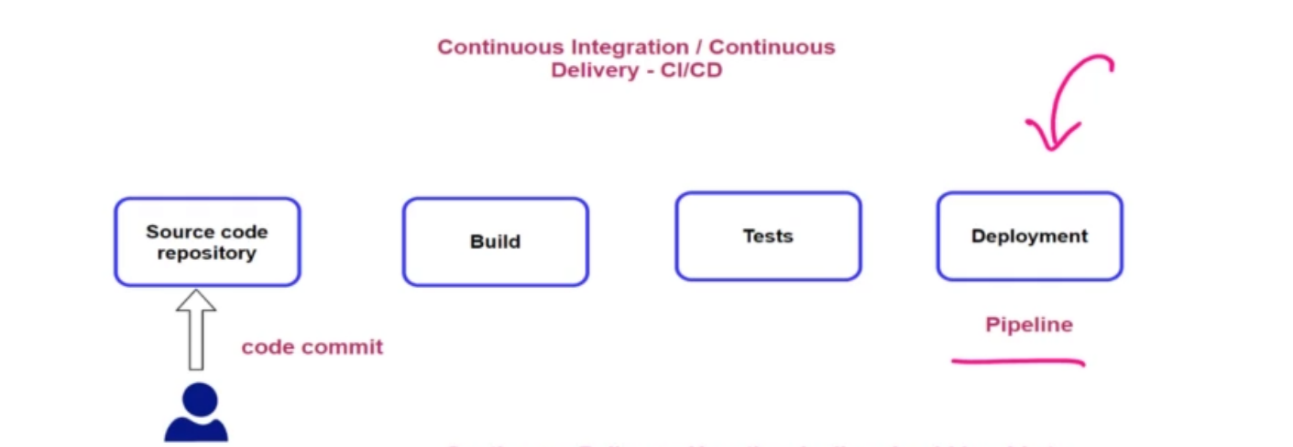 Continuous Integration / Continuous
Delivery - CI/CD
Source code
repository
Build
Tests
Deployment
Pipeline
code commit